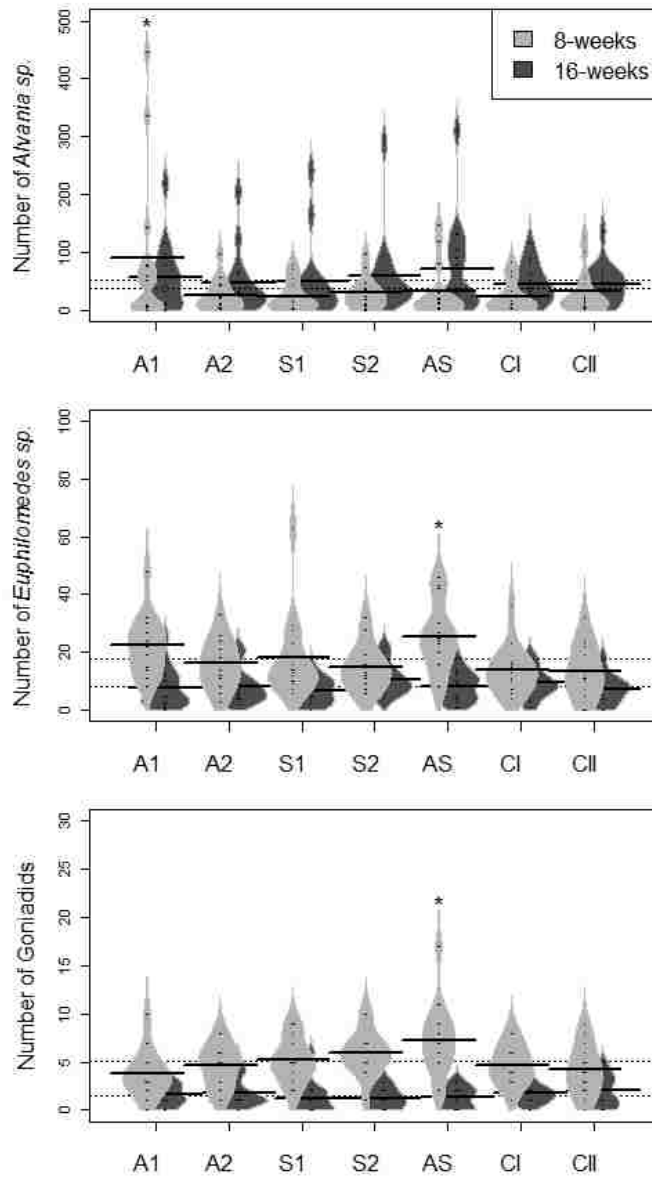 Number of Alvania sp.
500
400
300
200
100
0
*
8-weeks
16-weeks
A1 A2 S1 S2 AS CI CII
Number of Euphilomedes sp.
100
80
60
40
20
0
*
A1 A2 S1 S2 AS CI CII
Number of Goniadids
30
25
20
15
10
5
0
*
A1 A2 S1 S2 AS CI CII